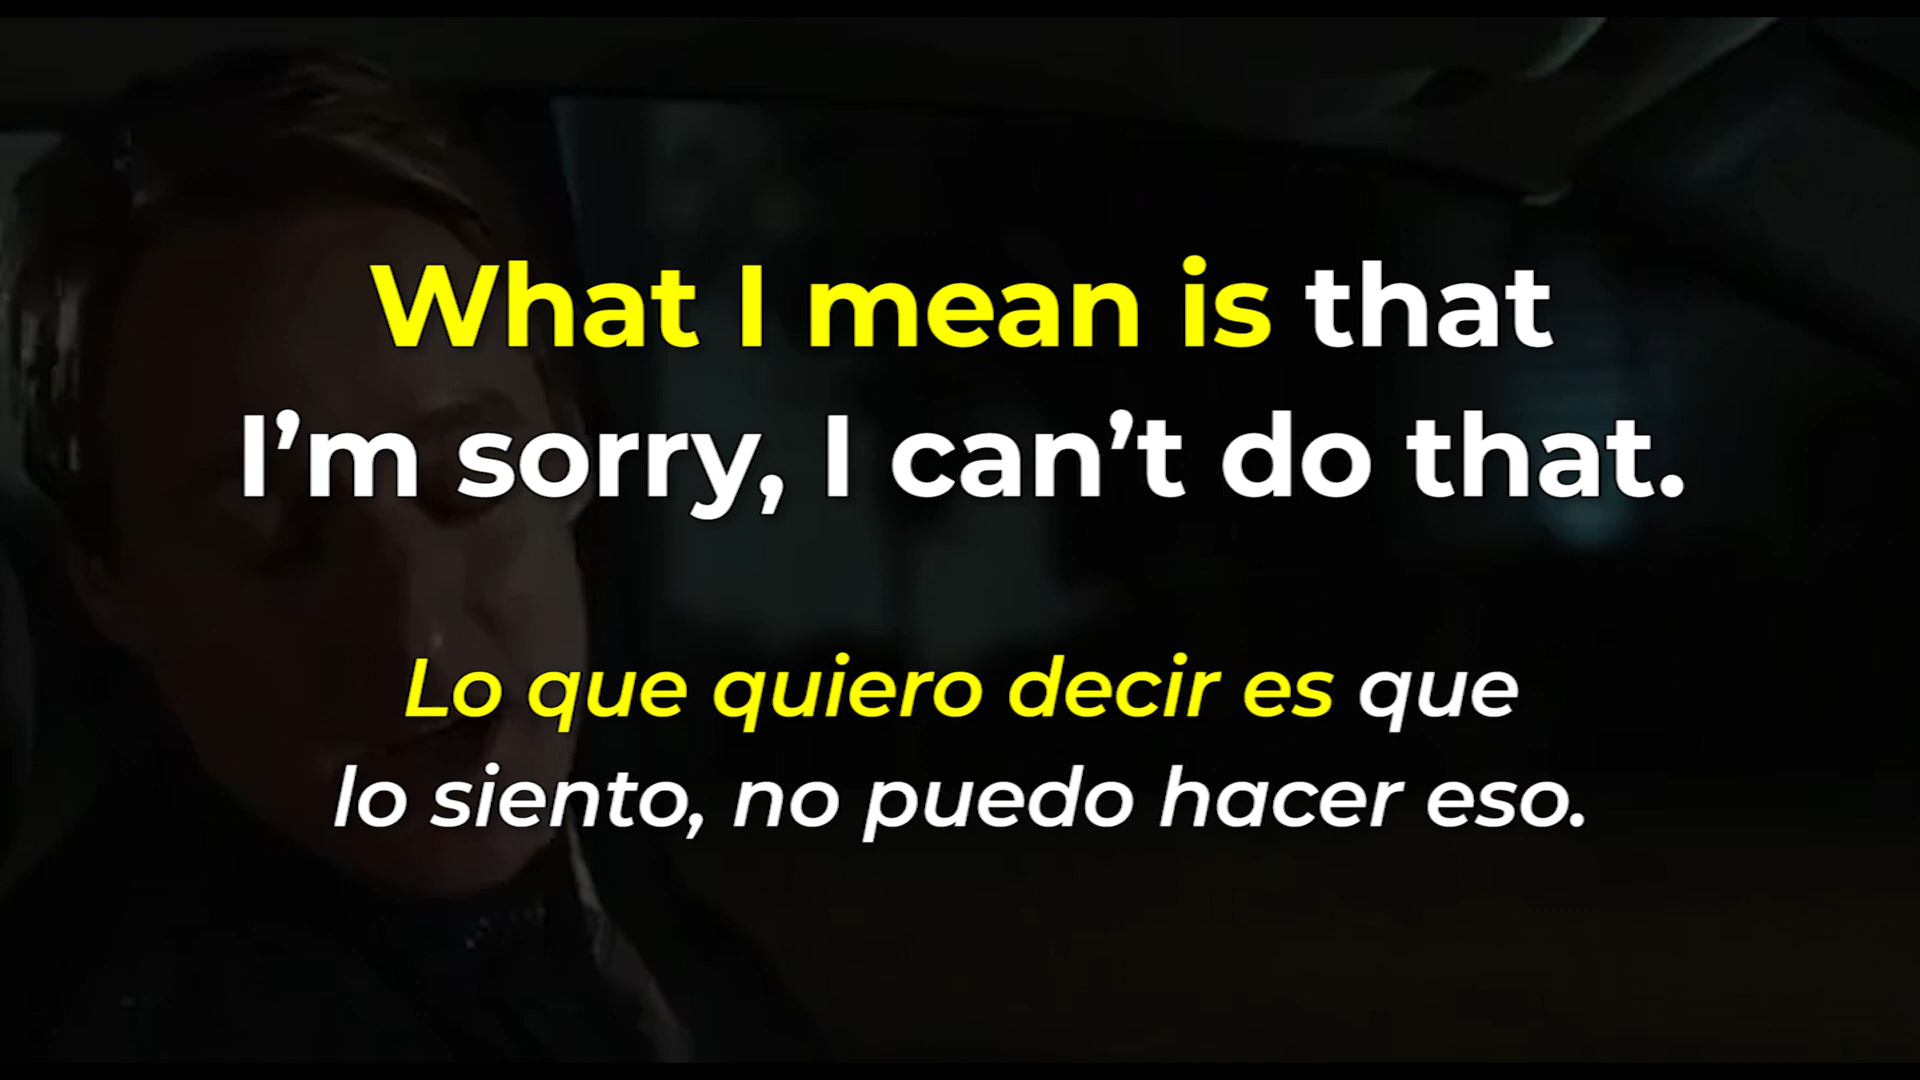 What I mean is that
I’m sorry, I can’t do that.
Lo que quiero decir es que
lo siento, no puedo hacer eso.